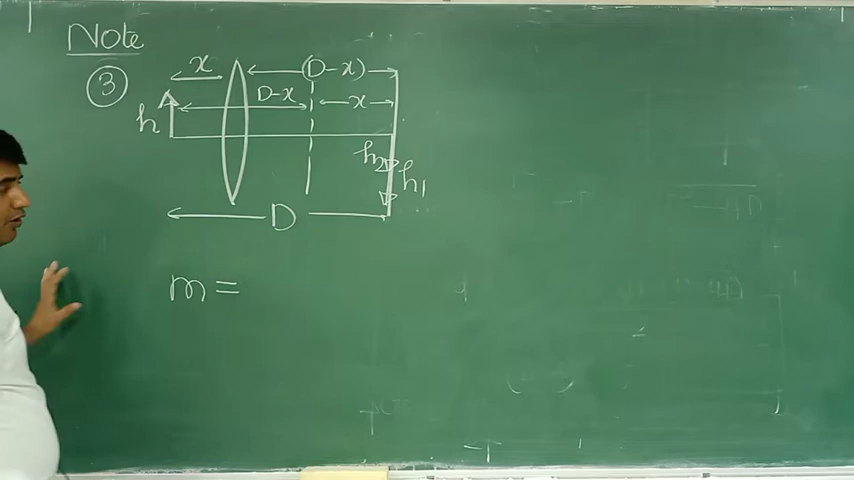 Note
3
x
(D-x)
D-x
x
h
h2
h1
D
m =